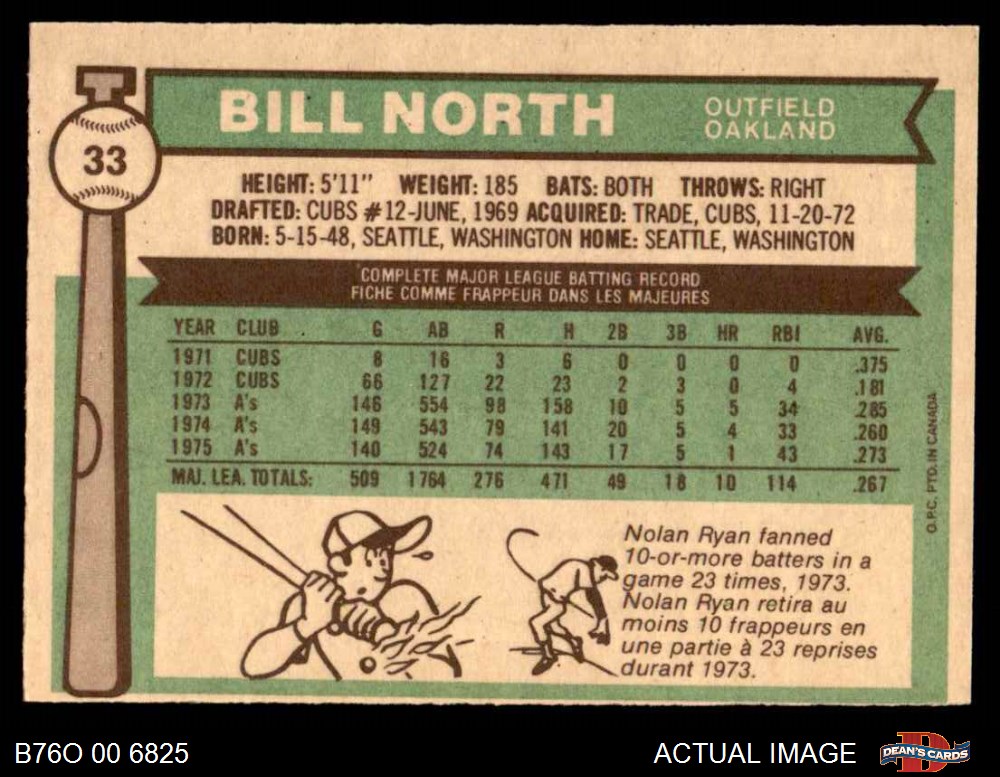 BILL NORTH
OUTFIELD
OAKLAND
33
HEIGHT: 5'11" WEIGHT: 185 BATS: BOTH THROWS: RIGHT
DRAFTED: CUBS #12-JUNE, 1969 ACQUIRED: TRADE, CUBS, 11-20-72
BORN: 5-15-48, SEATTLE, WASHINGTON HOME: SEATTLE, WASHINGTON
COMPLETE MAJOR LEAGUE BATTING RECORD
FICHE COMME FRAPPEUR DANS LES MAJEURES
YEAR CLUB G AB R H 2B 3B HR RBI AVG.
1971 CUBS 8 16 3 6 0 0 0 0 .375
1972 CUBS 66 127 22 23 2 3 0 4 .181
1973 A's 146 554 98 158 10 5 5 34 .285
1974 A's 149 543 79 141 20 5 4 33 .260
1975 A's 140 524 74 143 17 5 1 43 .273
MAJ. LEA. TOTALS: 509 1764 276 471 49 18 10 114 .267
O.P.C. PTD. IN CANADA
Nolan Ryan fanned
10-or-more batters in a
game 23 times, 1973.
Nolan Ryan retira au
moins 10 frappeurs en
une partie à 23 reprises
durant 1973.
B76O 00 6825
ACTUAL IMAGE
DEAN'S CARDS